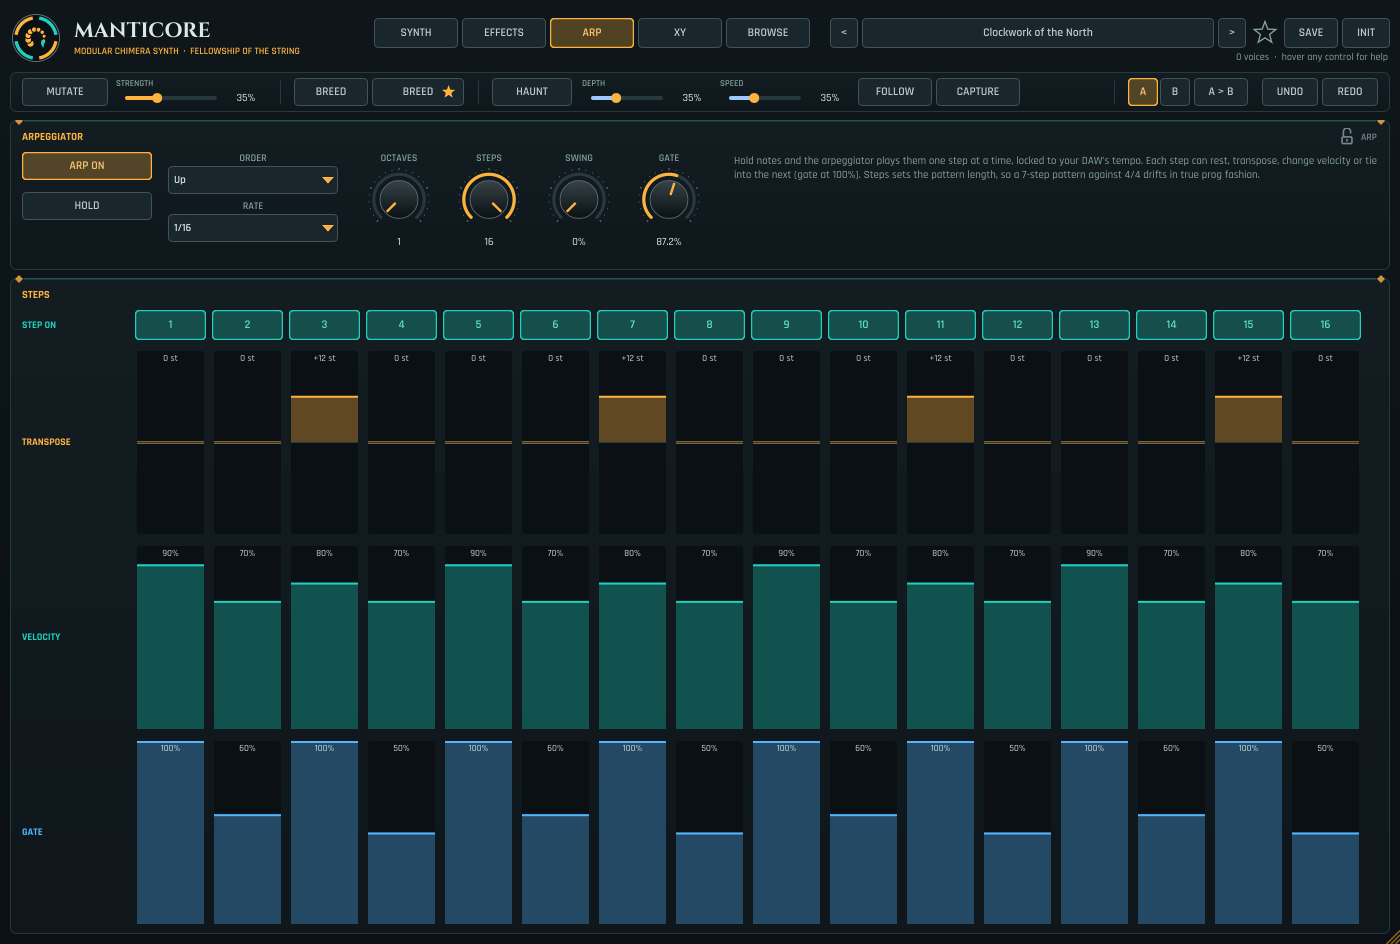 MANTICORE
MODULAR CHIMERA SYNTH · FELLOWSHIP OF THE STRING
SYNTH EFFECTS ARP XY BROWSE
< Clockwork of the North > SAVE INIT
0 voices · hover any control for help
MUTATE STRENGTH 35% BREED BREED HAUNT DEPTH 35% SPEED 35% FOLLOW CAPTURE A B A > B UNDO REDO
ARPEGGIATOR ARP
ARP ON HOLD
ORDER
Up
RATE
1/16
OCTAVES STEPS SWING GATE
1 16 0% 87.2%
Hold notes and the arpeggiator plays them one step at a time, locked to your DAW's tempo. Each step can rest, transpose, change velocity or tie
into the next (gate at 100%). Steps sets the pattern length, so a 7-step pattern against 4/4 drifts in true prog fashion.
STEPS
STEP ON 1 2 3 4 5 6 7 8 9 10 11 12 13 14 15 16
0 st 0 st +12 st 0 st 0 st 0 st +12 st 0 st 0 st 0 st +12 st 0 st 0 st 0 st +12 st 0 st
TRANSPOSE
90% 70% 80% 70% 90% 70% 80% 70% 90% 70% 80% 70% 90% 70% 80% 70%
VELOCITY
100% 60% 100% 50% 100% 60% 100% 50% 100% 60% 100% 50% 100% 60% 100% 50%
GATE